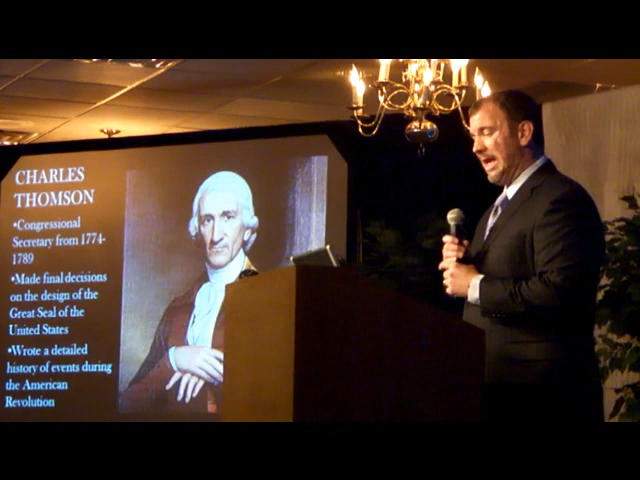 CHARLES
THOMSON
•Congressional
Secretary from 1774-
1789
•Made final decisions
on the design of the
Great Seal of the
United States
•Wrote a detailed
history of events during
the American
Revolution